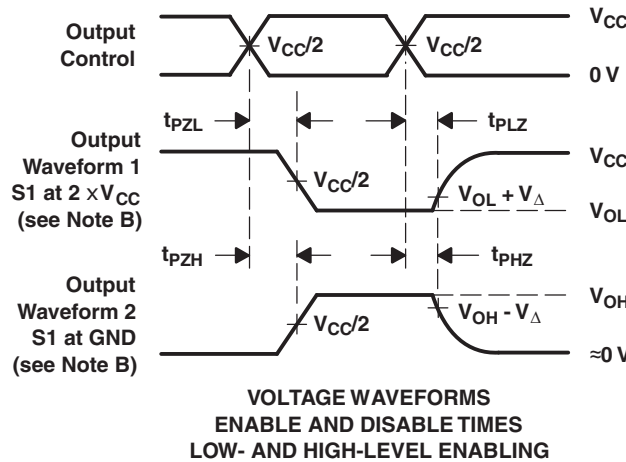 Output
Control
V_CC/2
V_CC/2
V_CC
0 V
t_PZL
t_PLZ
Output
Waveform 1
S1 at 2 x V_CC
(see Note B)
V_CC/2
V_CC
V_OL + V_Δ
V_OL
t_PZH
t_PHZ
Output
Waveform 2
S1 at GND
(see Note B)
V_CC/2
V_OH
V_OH - V_Δ
≈0 V
VOLTAGE WAVEFORMS
ENABLE AND DISABLE TIMES
LOW- AND HIGH-LEVEL ENABLING